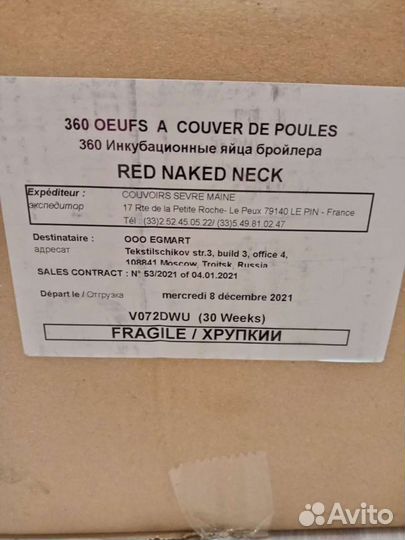 360 OEUFS A COUVER DE POULES
360 Инкубационные яйца бройлера
RED NAKED NECK
Expéditeur : COUVOIRS SEVRE MAINE
экспедитор 17 Rte de la Petite Roche- Le Peux 79140 LE PIN - France
Tél : (33)2.52.45.05.22/ (33)5.49.81.02.47
Destinataire : OOO EGMART
адресат Tekstilschikov str.3, build 3, office 4,
108841 Moscow, Troitsk, Russia
SALES CONTRACT : N° 53/2021 of 04.01.2021
Départ le / Отгрузка mercredi 8 décembre 2021
V072DWU (30 Weeks)
FRAGILE / ХРУПКИЙ
Avito